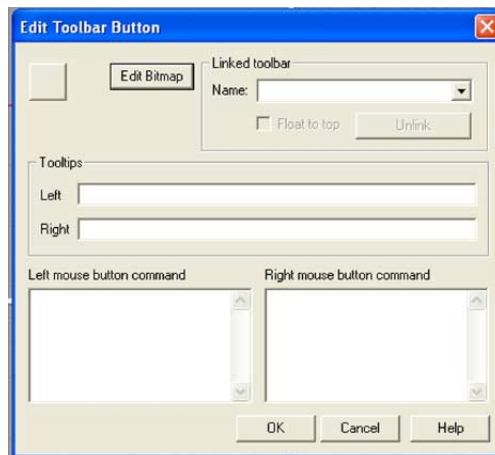 Edit Toolbar Button
Edit Bitmap
Linked toolbar
Name:
Float to top
Unlink
Tooltips
Left
Right
Left mouse button command
Right mouse button command
OK
Cancel
Help